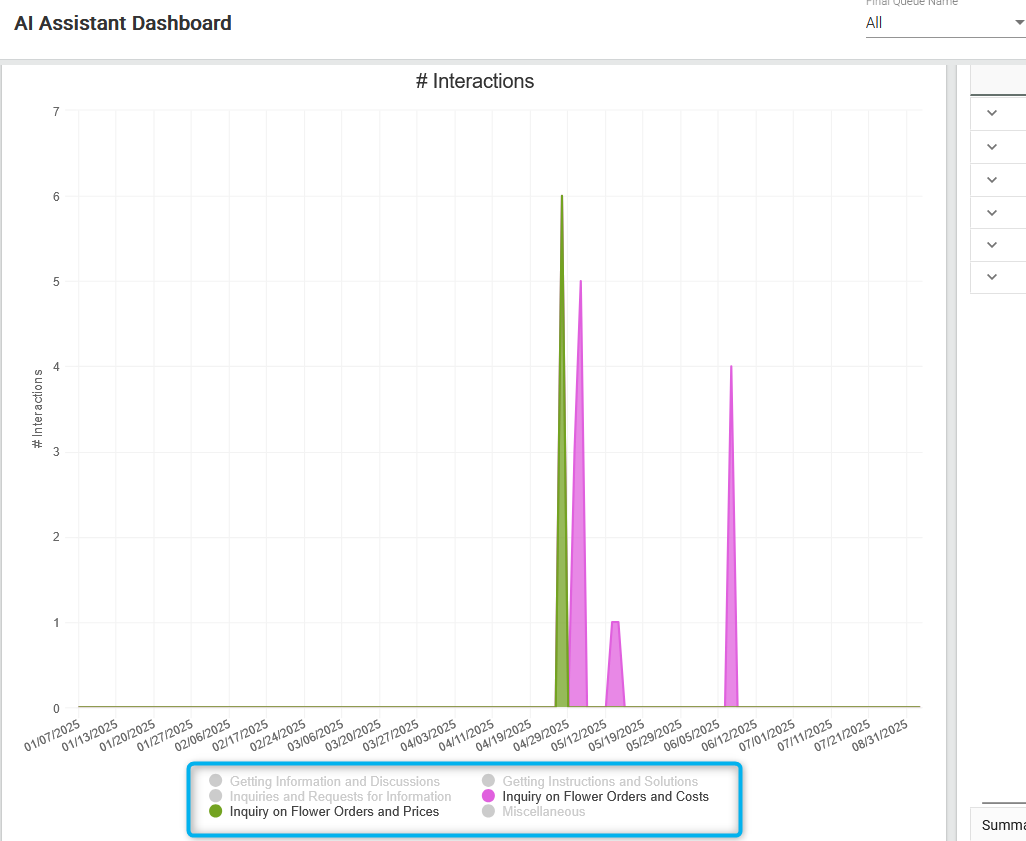 AI Assistant Dashboard
Final Queue Name
All
# Interactions
7
6
5
4
3
2
1
0
# Interactions
01/07/2025
01/13/2025
01/20/2025
01/27/2025
02/06/2025
02/17/2025
02/24/2025
03/06/2025
03/20/2025
03/27/2025
04/03/2025
04/11/2025
04/19/2025
04/29/2025
05/12/2025
05/19/2025
05/29/2025
06/05/2025
06/12/2025
07/01/2025
07/11/2025
07/21/2025
08/31/2025
Getting Information and Discussions
Getting Instructions and Solutions
Inquiries and Requests for Information
Inquiry on Flower Orders and Costs
Inquiry on Flower Orders and Prices
Miscellaneous
Summa